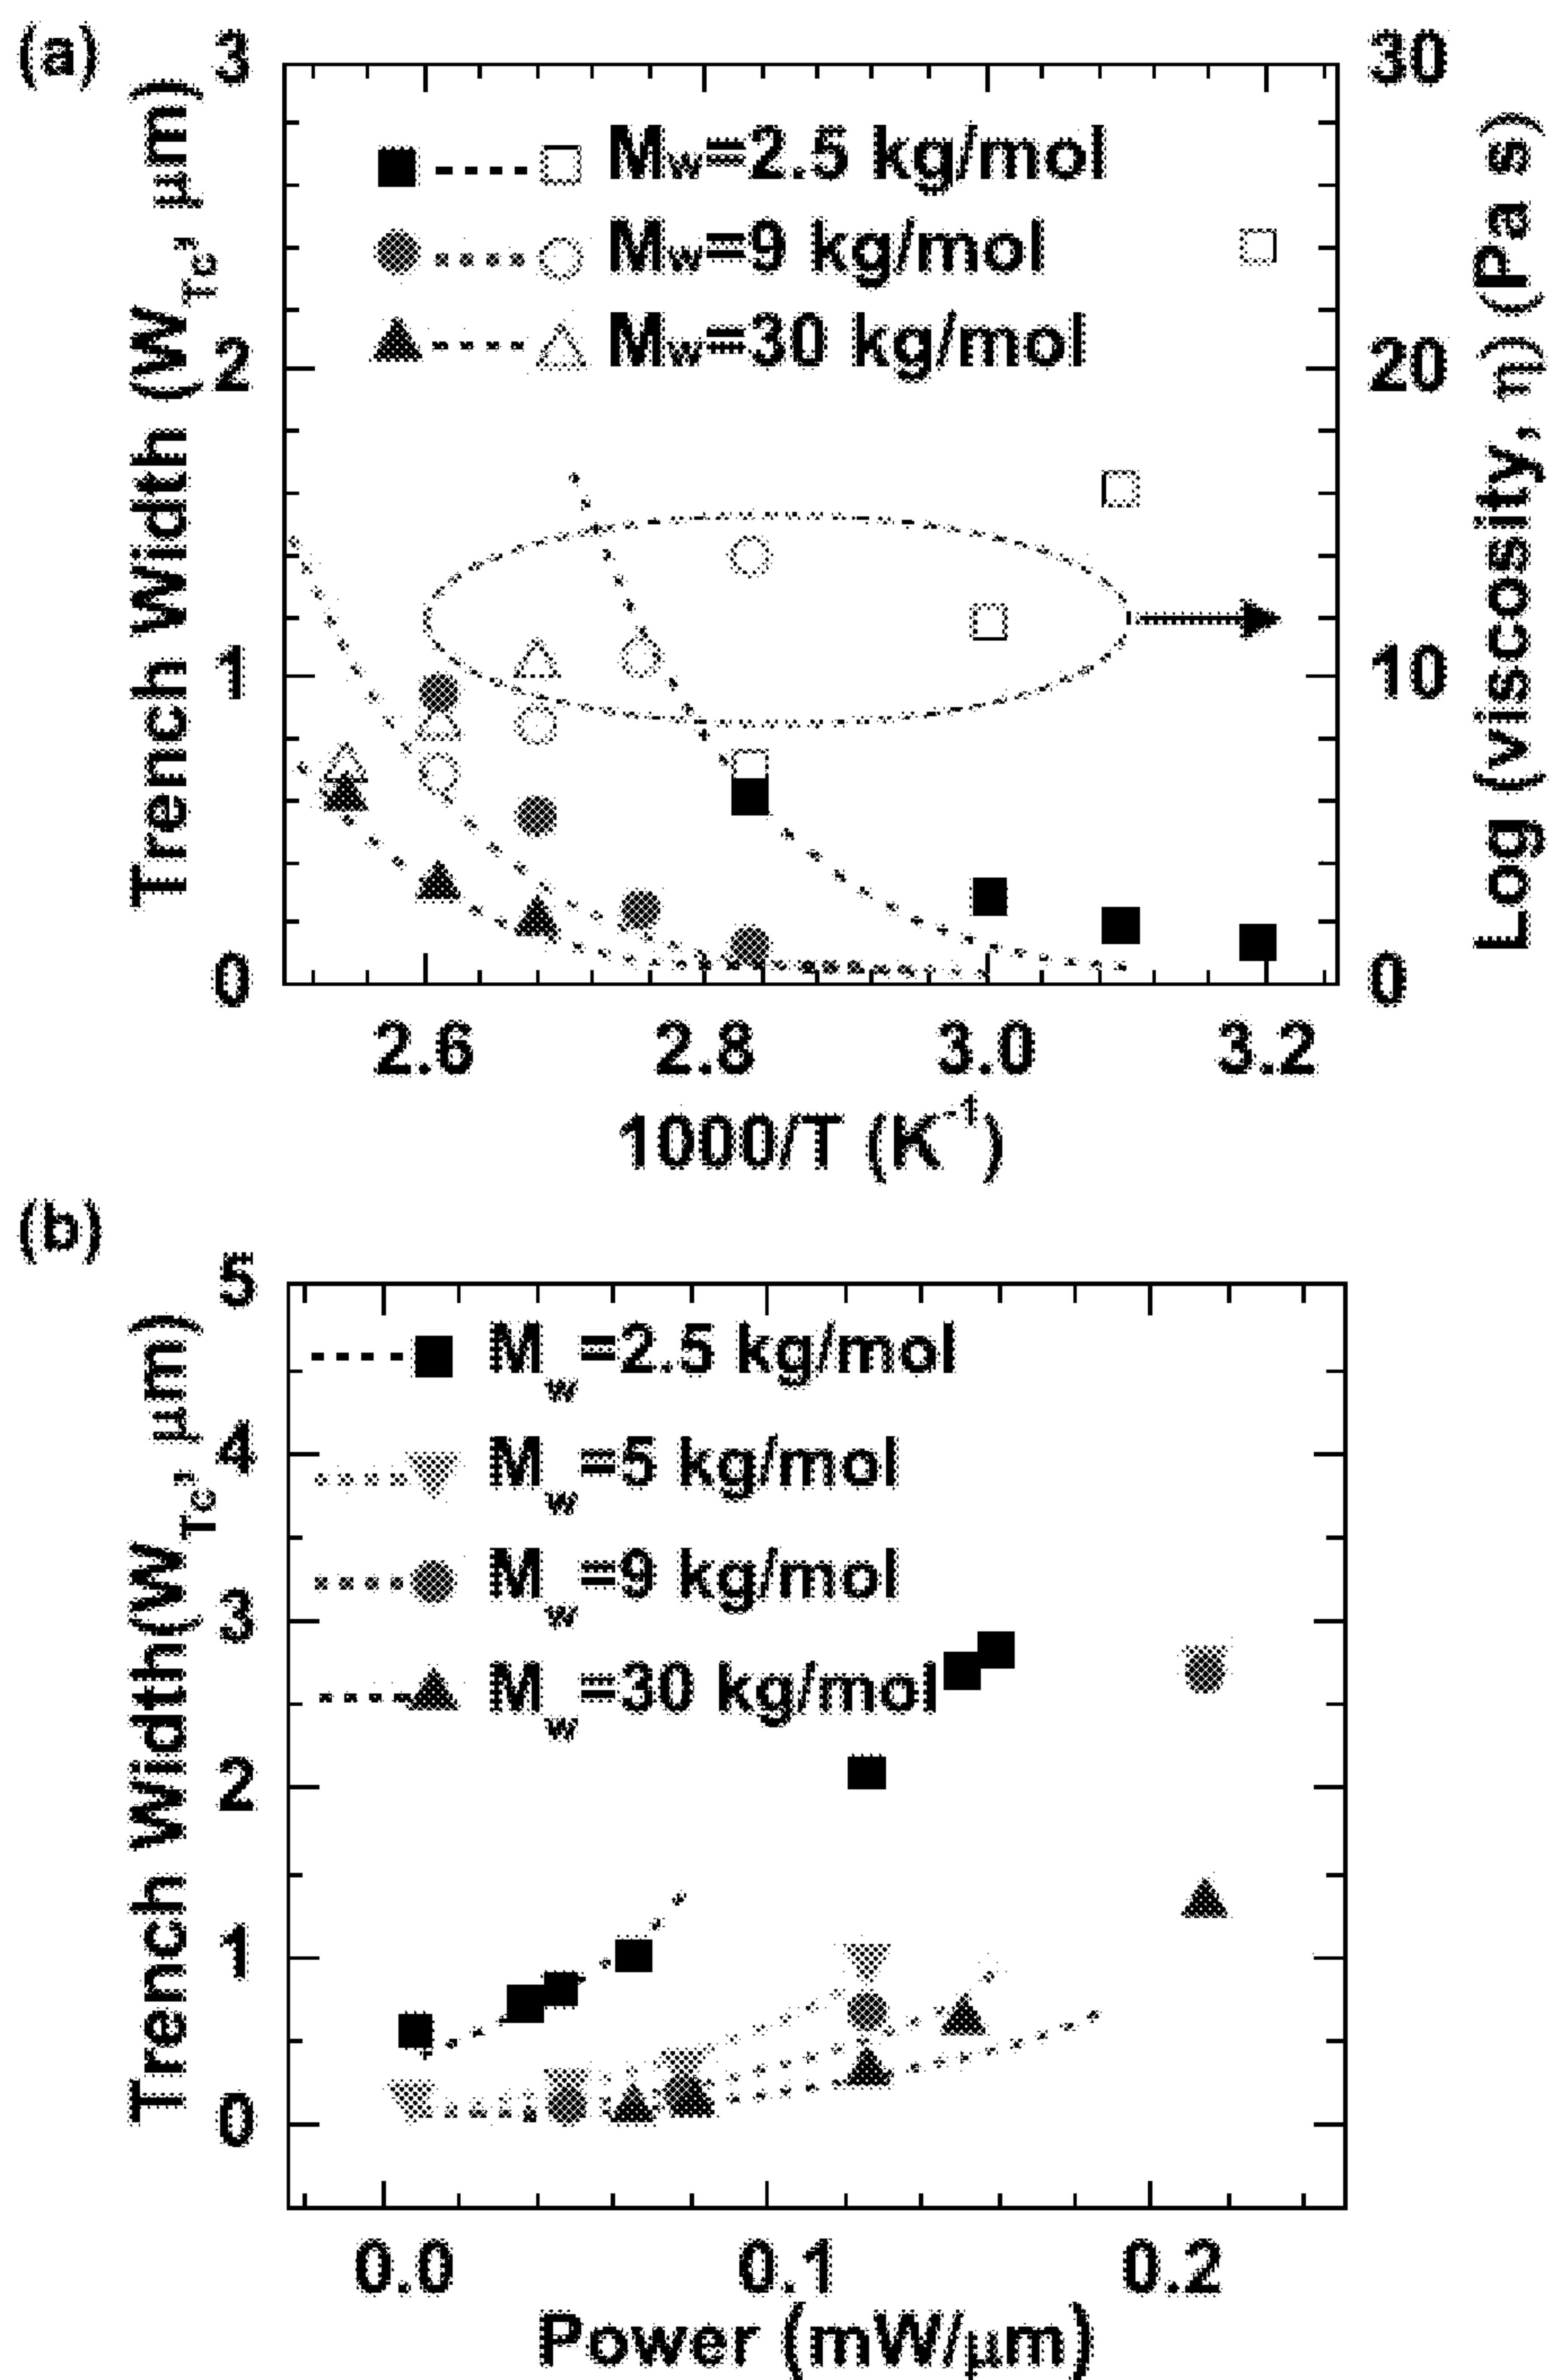 (a)
3
30
Trench Width (W_Tc, μm)
Log (viscosity, η) (Pa s)
Mw=2.5 kg/mol
Mw=9 kg/mol
Mw=30 kg/mol
2
20
1
10
0
0
2.6 2.8 3.0 3.2
1000/T (K⁻¹)
(b)
5
Trench Width(W_Tc, μm)
Mw=2.5 kg/mol
4
Mw=5 kg/mol
Mw=9 kg/mol
3
Mw=30 kg/mol
2
1
0
0.0 0.1 0.2
Power (mW/μm)